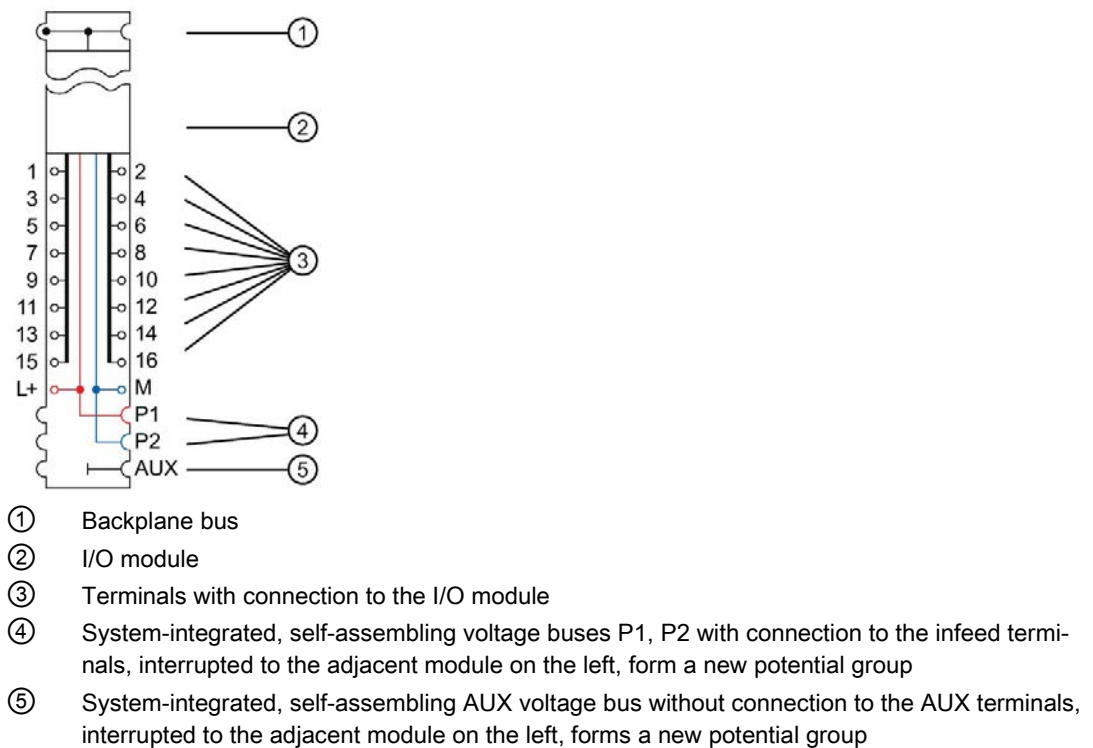 ①
②
1 2
3 4
5 6
7 8 ③
9 10
11 12
13 14
15 16
L+ M
P1
P2 ④
AUX ⑤
① Backplane bus
② I/O module
③ Terminals with connection to the I/O module
④ System-integrated, self-assembling voltage buses P1, P2 with connection to the infeed termi-
nals, interrupted to the adjacent module on the left, form a new potential group
⑤ System-integrated, self-assembling AUX voltage bus without connection to the AUX terminals,
interrupted to the adjacent module on the left, forms a new potential group